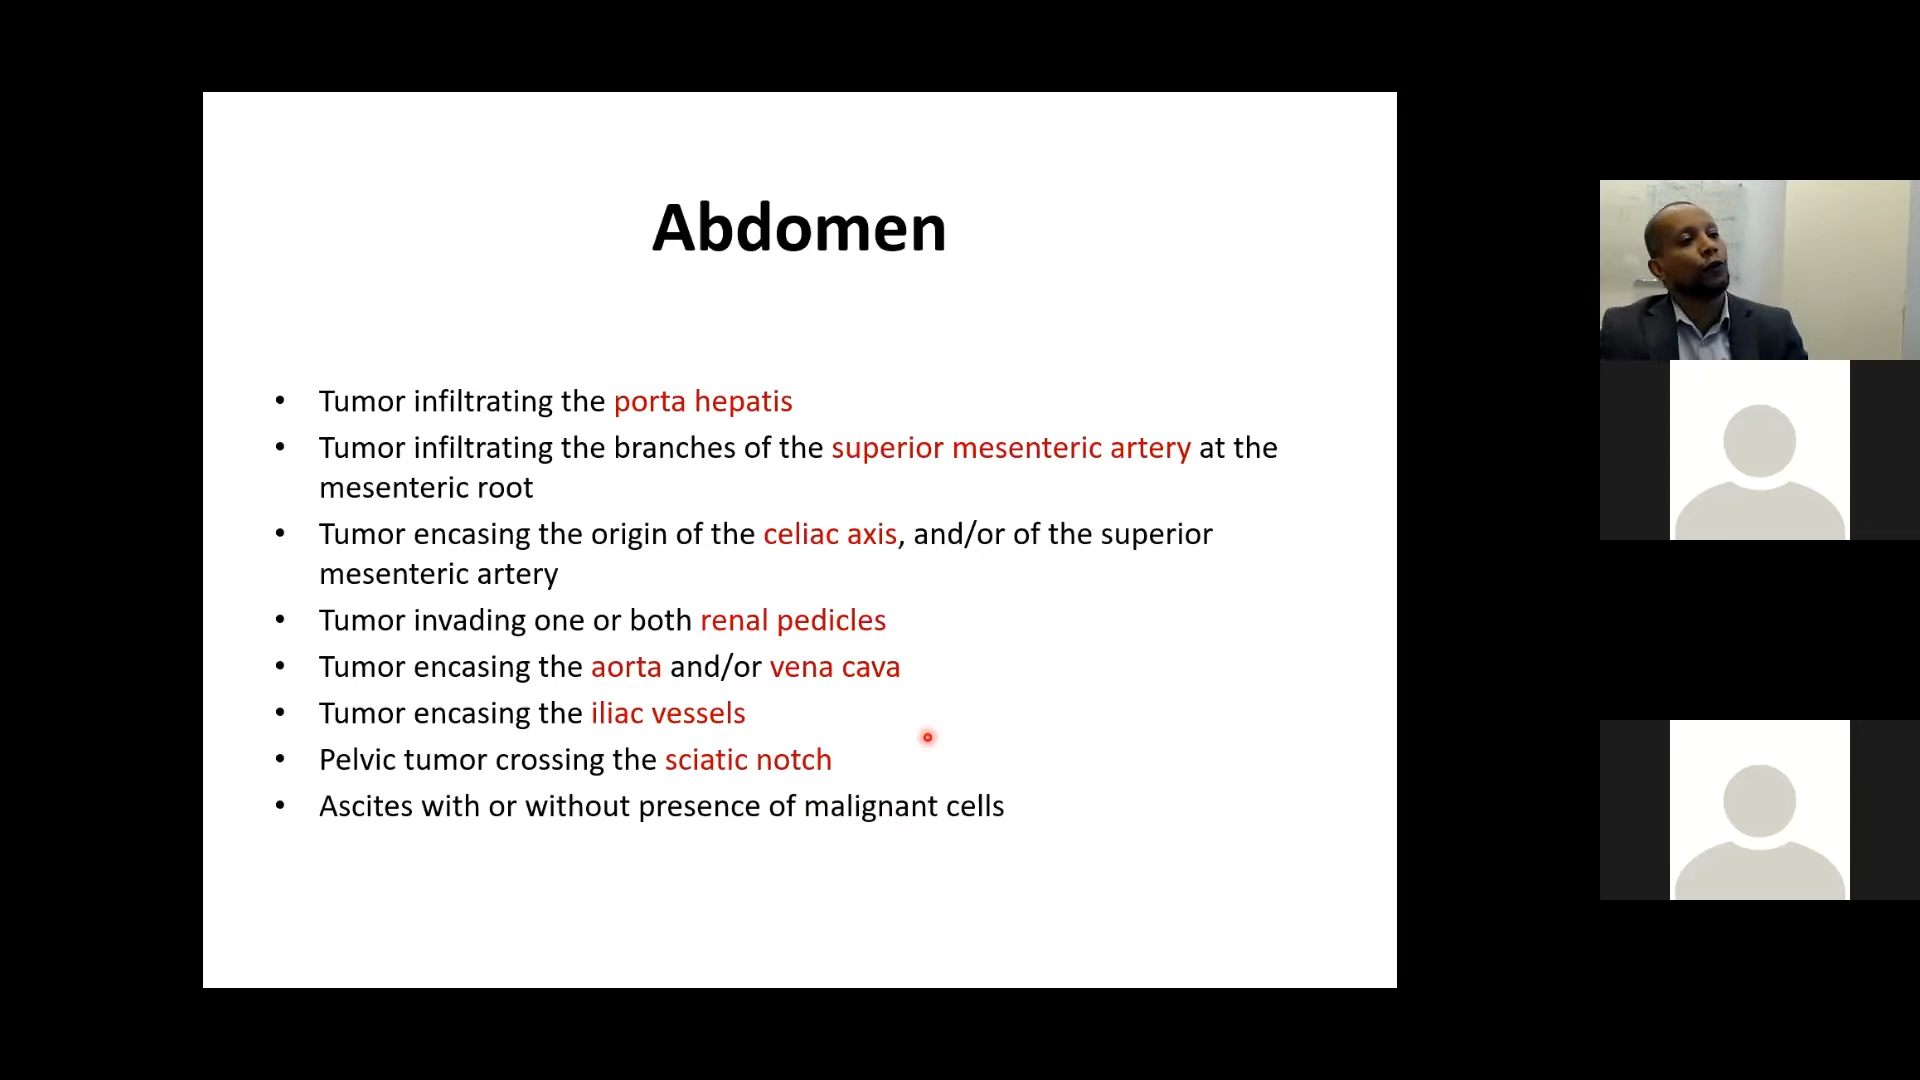 Abdomen
• Tumor infiltrating the porta hepatis
• Tumor infiltrating the branches of the superior mesenteric artery at the
mesenteric root
• Tumor encasing the origin of the celiac axis, and/or of the superior
mesenteric artery
• Tumor invading one or both renal pedicles
• Tumor encasing the aorta and/or vena cava
• Tumor encasing the iliac vessels
• Pelvic tumor crossing the sciatic notch
• Ascites with or without presence of malignant cells